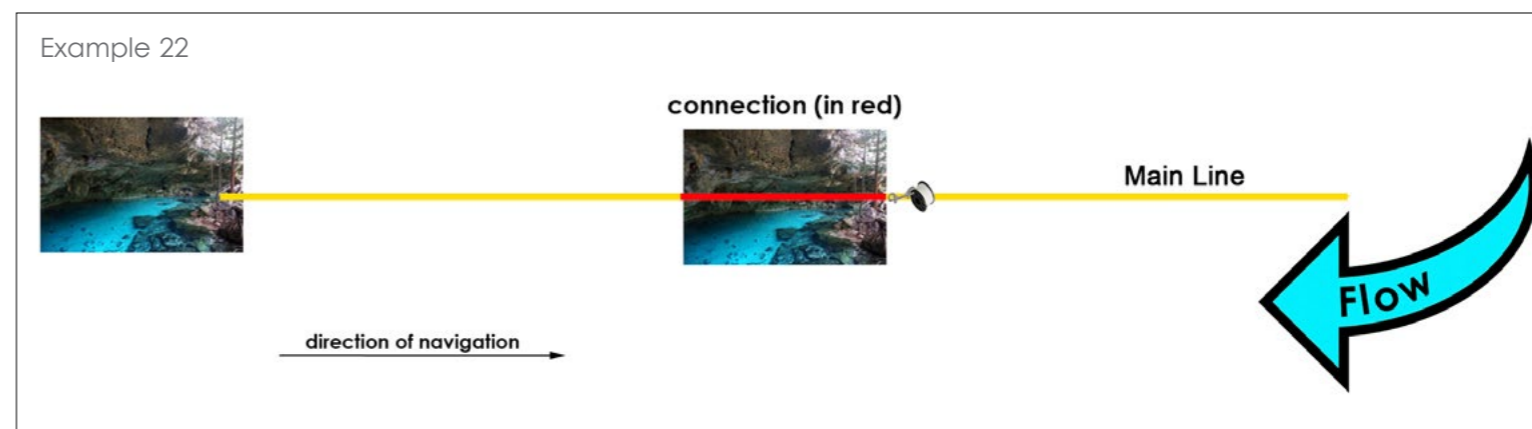 Example 22
connection (in red)
Main Line
Flow
direction of navigation